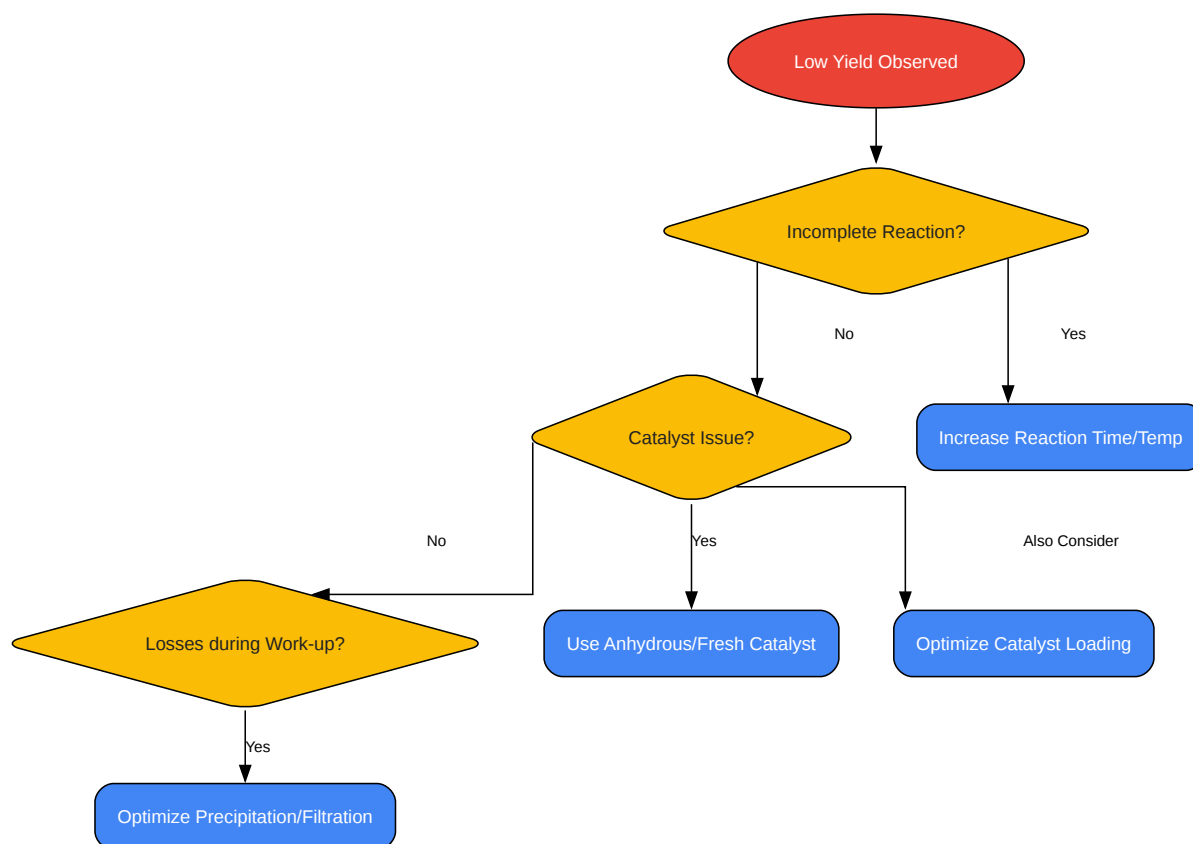 Low Yield Observed
Incomplete Reaction?
No
Yes
Catalyst Issue?
Increase Reaction Time/Temp
No
Yes
Also Consider
Losses during Work-up?
Use Anhydrous/Fresh Catalyst
Optimize Catalyst Loading
Yes
Optimize Precipitation/Filtration